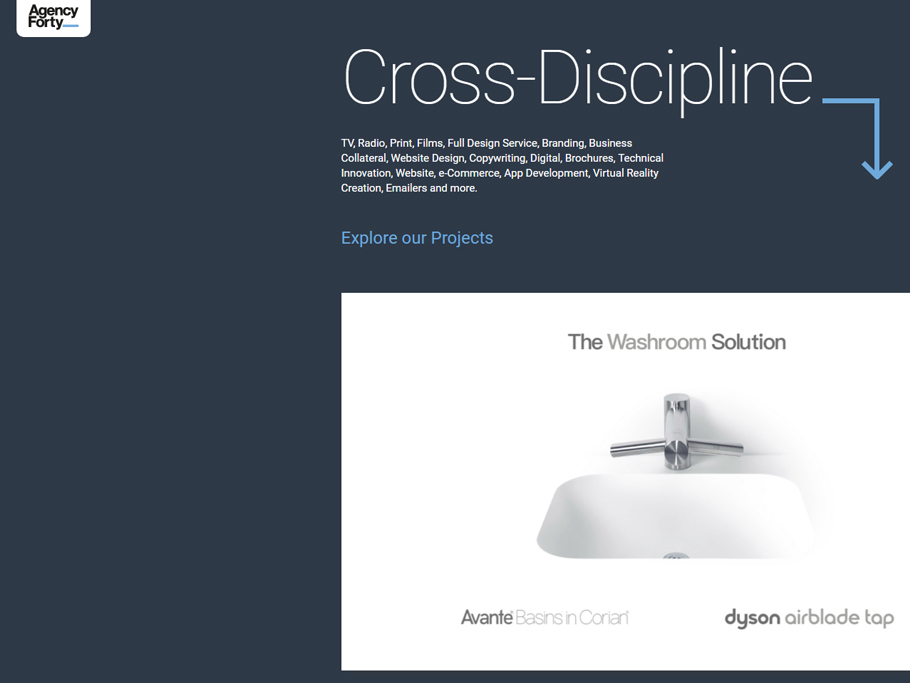 Agency
Forty_
Cross-Discipline
TV, Radio, Print, Films, Full Design Service, Branding, Business
Collateral, Website Design, Copywriting, Digital, Brochures, Technical
Innovation, Website, e-Commerce, App Development, Virtual Reality
Creation, Emailers and more.
Explore our Projects
The Washroom Solution
Avante® Basins in Corian®
dyson airblade tap